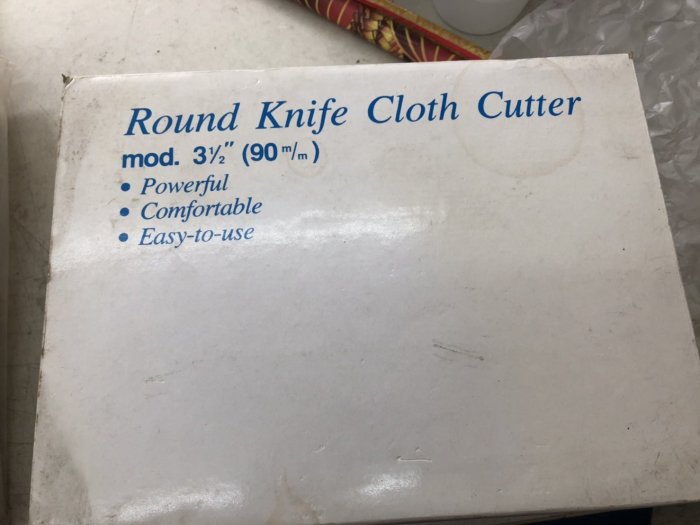 Round Knife Cloth Cutter
mod. 3½" (90 m/m)
• Powerful
• Comfortable
• Easy-to-use